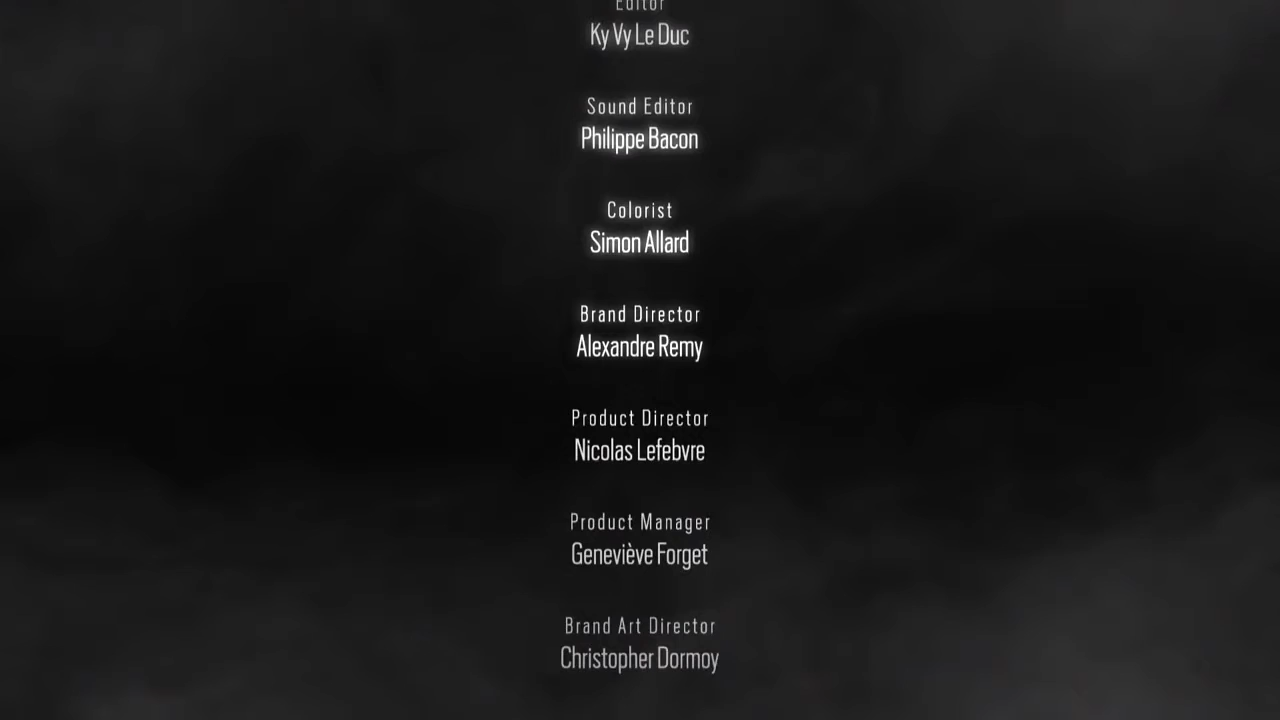 Editor
Ky Vy Le Duc
Sound Editor
Philippe Bacon
Colorist
Simon Allard
Brand Director
Alexandre Remy
Product Director
Nicolas Lefebvre
Product Manager
Geneviève Forget
Brand Art Director
Christopher Dormoy